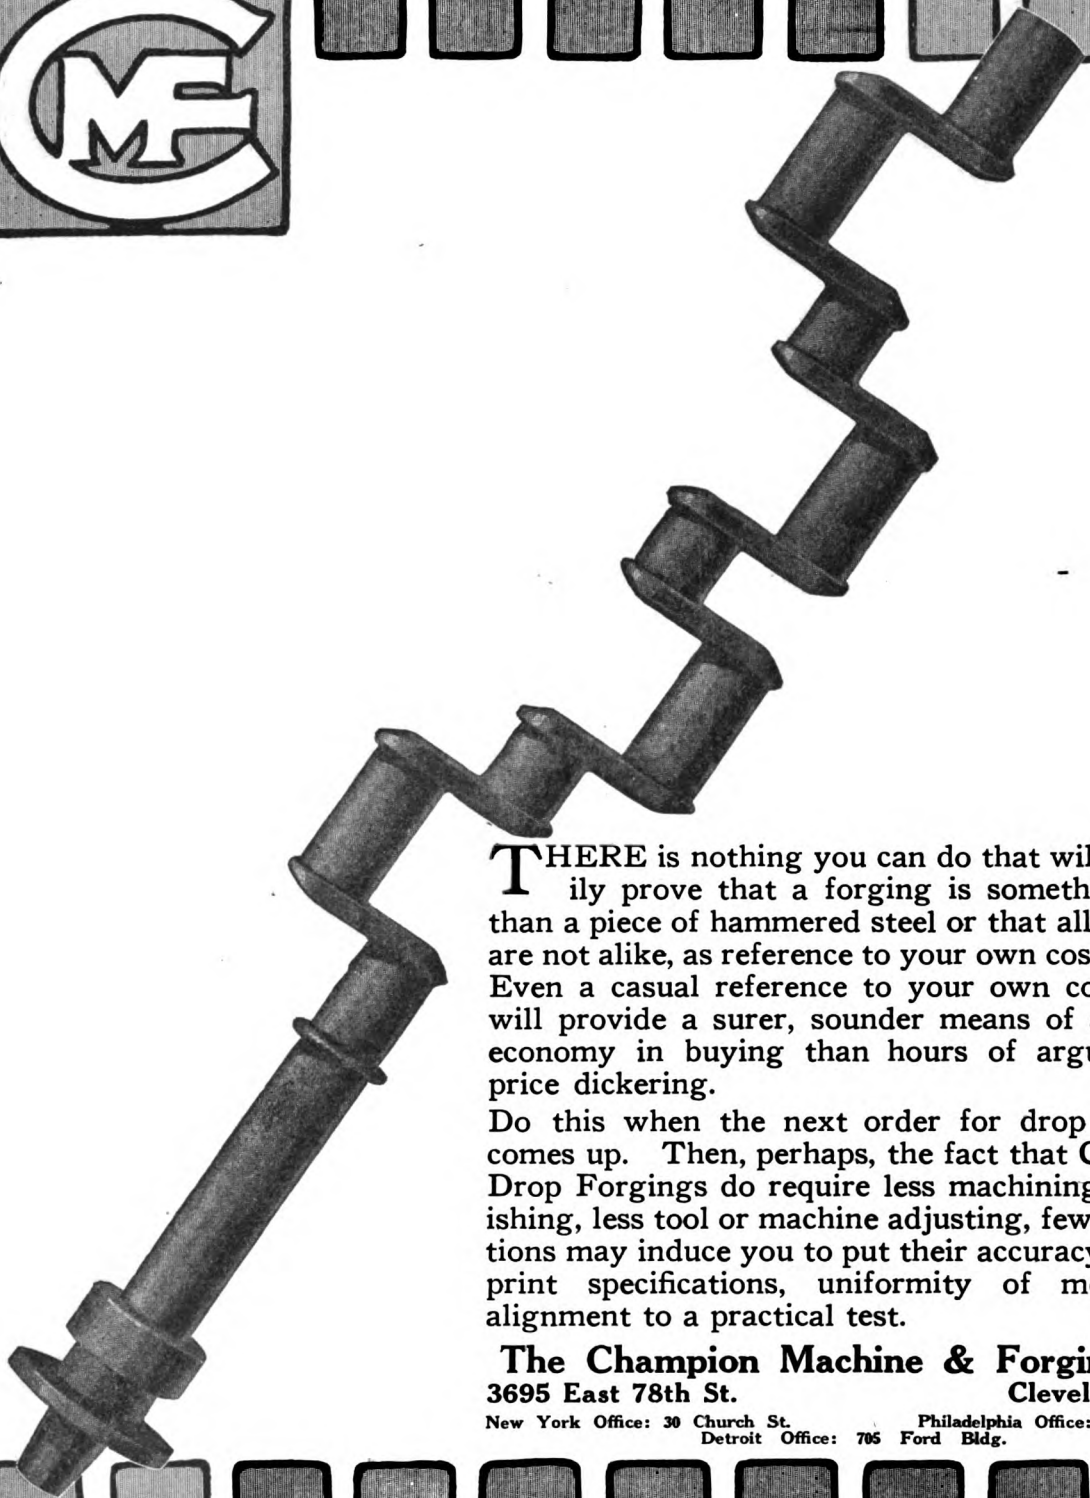 CMF
THERE is nothing you can do that wil
ily prove that a forging is someth
than a piece of hammered steel or that all
are not alike, as reference to your own cos
Even a casual reference to your own co
will provide a surer, sounder means of
economy in buying than hours of argu
price dickering.
Do this when the next order for drop
comes up. Then, perhaps, the fact that C
Drop Forgings do require less machining
ishing, less tool or machine adjusting, few
tions may induce you to put their accuracy
print specifications, uniformity of m
alignment to a practical test.
The Champion Machine & Forgin
3695 East 78th St. Clevel
New York Office: 30 Church St. Philadelphia Office:
Detroit Office: 705 Ford Bldg.